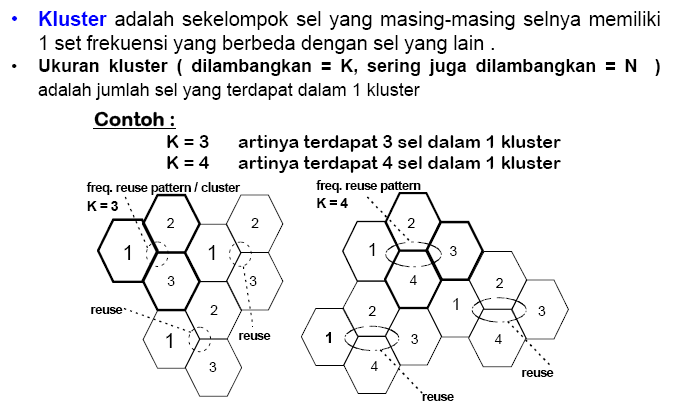 • Kluster adalah sekelompok sel yang masing-masing selnya memiliki
1 set frekuensi yang berbeda dengan sel yang lain .
• Ukuran kluster ( dilambangkan = K, sering juga dilambangkan = N )
adalah jumlah sel yang terdapat dalam 1 kluster
Contoh :
K = 3 artinya terdapat 3 sel dalam 1 kluster
K = 4 artinya terdapat 4 sel dalam 1 kluster
freq. reuse pattern / cluster
K = 3
2
2
1
1
3
3
reuse
2
1
reuse
3
freq. reuse pattern
K = 4
2
1
3
4
2
2
1
3
1
3
4
4
reuse
reuse